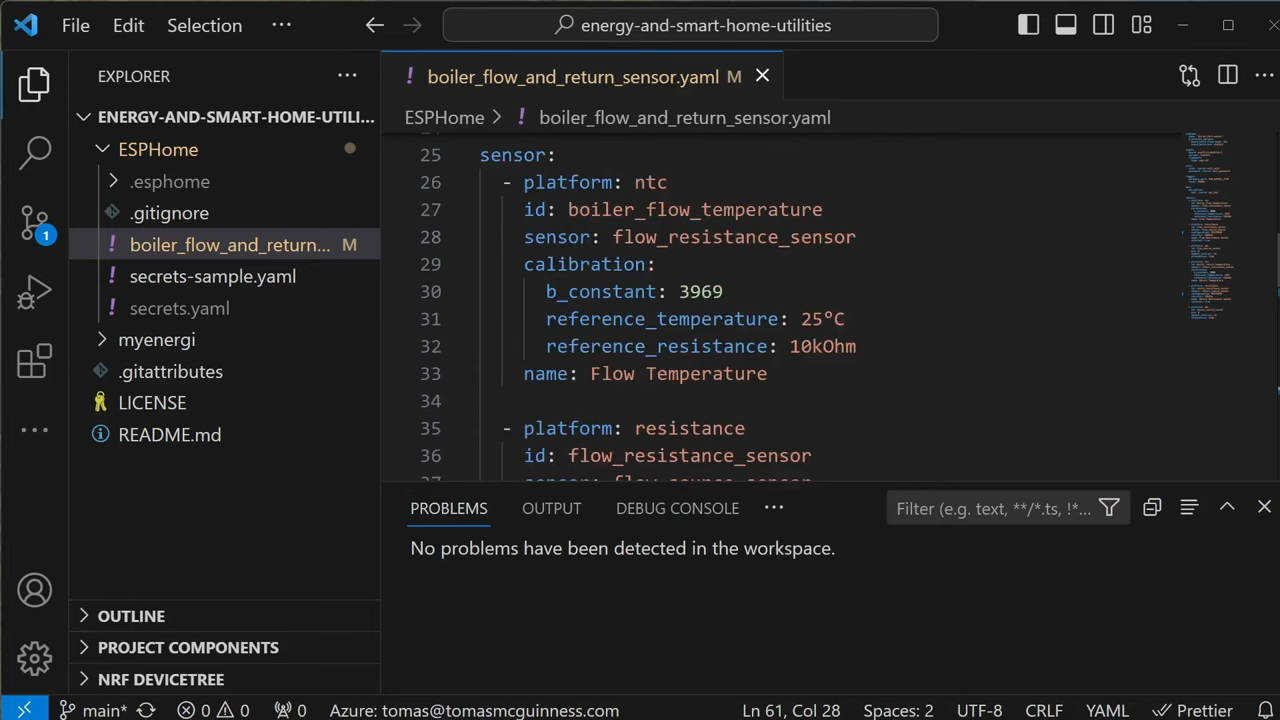 File Edit Selection ···
energy-and-smart-home-utilities
EXPLORER
ENERGY-AND-SMART-HOME-UTILI...
ESPHome
.esphome
.gitignore
! boiler_flow_and_return... M
! secrets-sample.yaml
! secrets.yaml
myenergi
.gitattributes
LICENSE
README.md
OUTLINE
PROJECT COMPONENTS
NRF DEVICETREE
1
! boiler_flow_and_return_sensor.yaml M
ESPHome > ! boiler_flow_and_return_sensor.yaml
25 sensor:
26 - platform: ntc
27 id: boiler_flow_temperature
28 sensor: flow_resistance_sensor
29 calibration:
30 b_constant: 3969
31 reference_temperature: 25°C
32 reference_resistance: 10kOhm
33 name: Flow Temperature
34
35 - platform: resistance
36 id: flow_resistance_sensor
37 sensor: flow_source_sensor
PROBLEMS OUTPUT DEBUG CONSOLE ···
Filter (e.g. text, **/*.ts, !*...
No problems have been detected in the workspace.
main* 0 0 0 Azure: tomas@tomasmcguinness.com Ln 61, Col 28 Spaces: 2 UTF-8 CRLF YAML Prettier